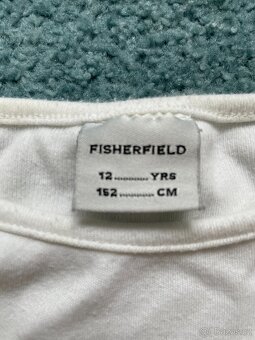 FISHERFIELD
12 ........... YRS
152 ........... CM